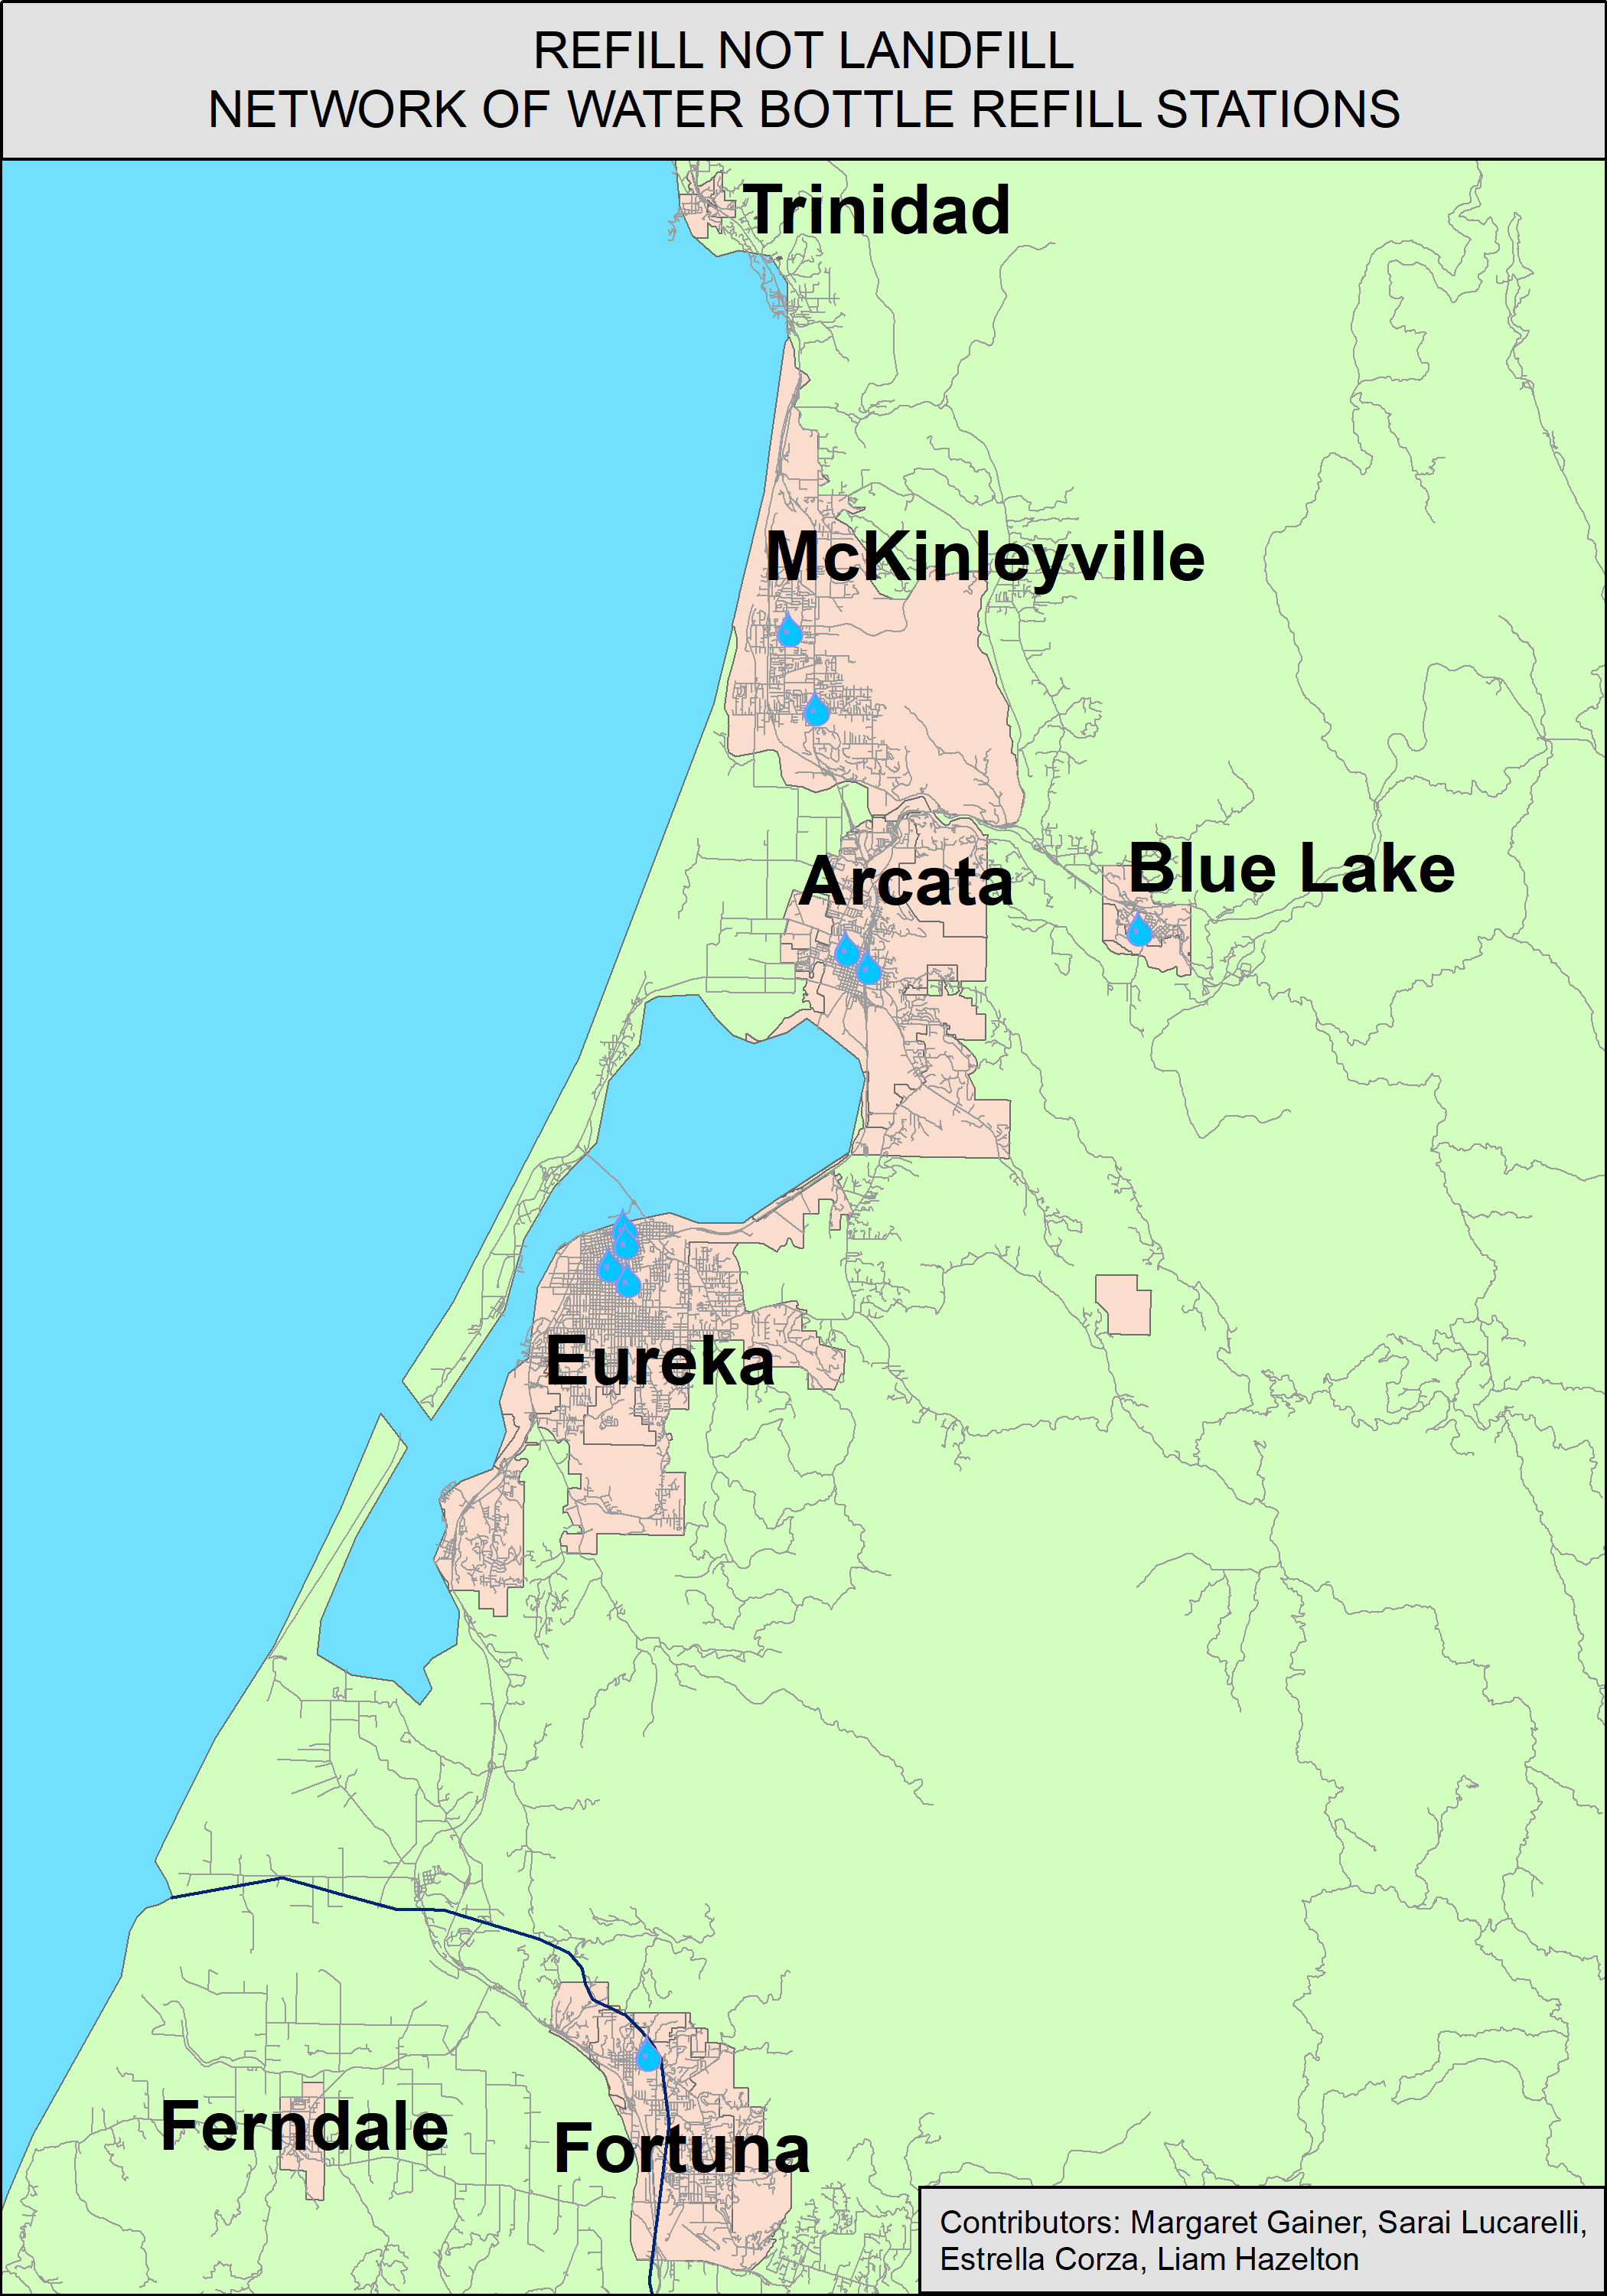 REFILL NOT LANDFILL
NETWORK OF WATER BOTTLE REFILL STATIONS
Trinidad
McKinleyville
Arcata
Blue Lake
Eureka
Ferndale
Fortuna
Contributors: Margaret Gainer, Sarai Lucarelli,
Estrella Corza, Liam Hazelton